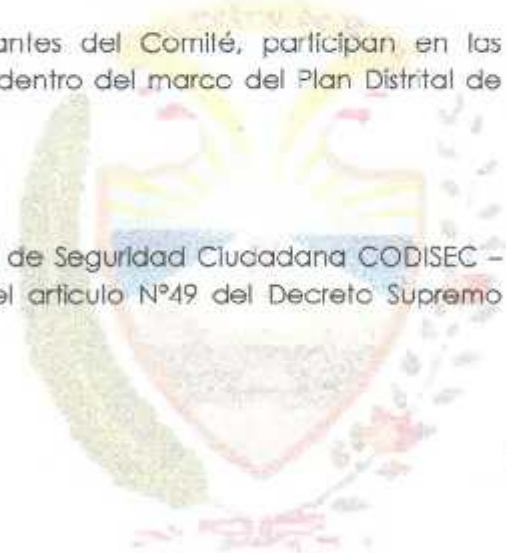 antes del Comité, participan en las
dentro del marco del Plan Distrital de
de Seguridad Ciudadana CODISEC –
el articulo N°49 del Decreto Supremo